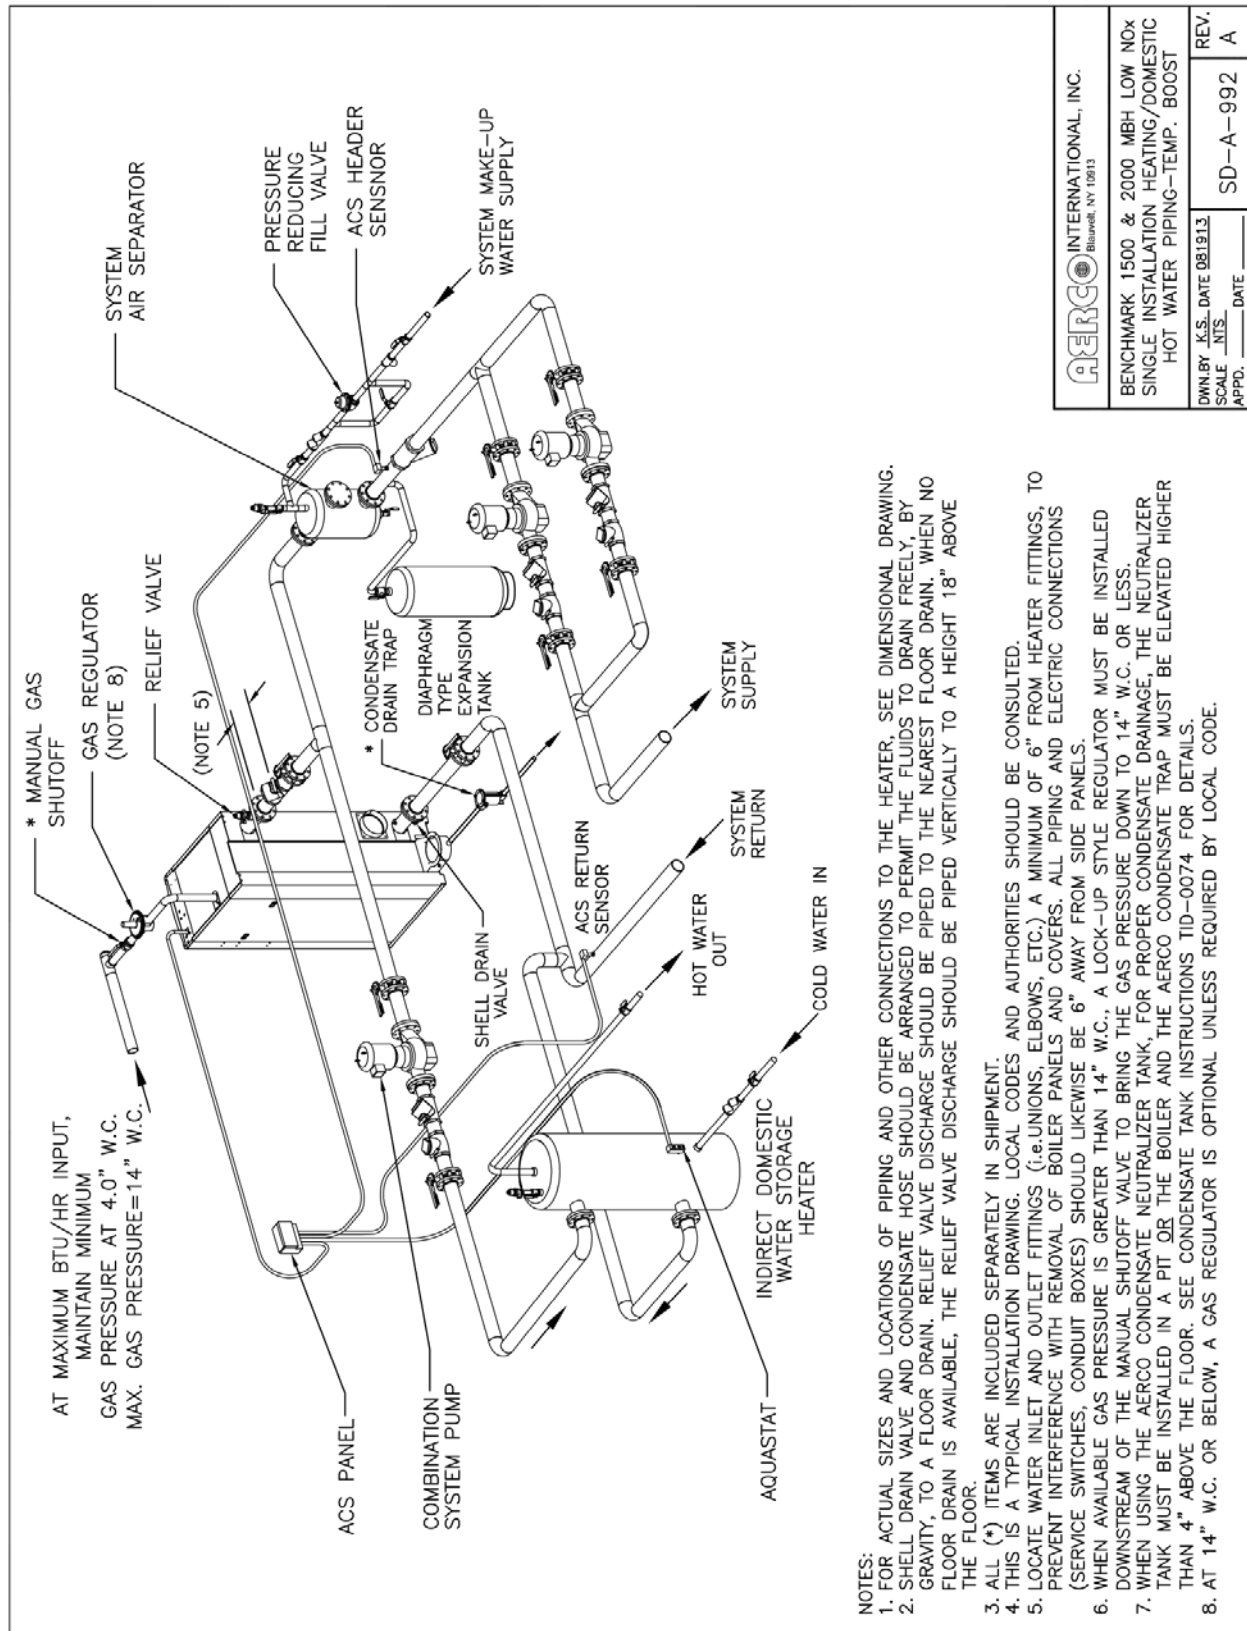 AT MAXIMUM BTU/HR INPUT,
MAINTAIN MINIMUM
GAS PRESSURE AT 4.0" W.C.
MAX. GAS PRESSURE=14" W.C.
* MANUAL GAS
SHUTOFF
GAS REGULATOR
(NOTE 8)
RELIEF VALVE
(NOTE 5)
SYSTEM
AIR SEPARATOR
PRESSURE
REDUCING
FILL VALVE
ACS HEADER
SENSNOR
SYSTEM MAKE-UP
WATER SUPPLY
ACS PANEL
COMBINATION
SYSTEM PUMP
SHELL DRAIN
VALVE
* CONDENSATE
DRAIN TRAP
DIAPHRAGM
TYPE
EXPANSION
TANK
ACS RETURN
SENSOR
SYSTEM
SUPPLY
SYSTEM
RETURN
HOT WATER
OUT
COLD WATER IN
INDIRECT DOMESTIC
WATER STORAGE
HEATER
AQUASTAT
NOTES:
1. FOR ACTUAL SIZES AND LOCATIONS OF PIPING AND OTHER CONNECTIONS TO THE HEATER, SEE DIMENSIONAL DRAWING.
2. SHELL DRAIN VALVE AND CONDENSATE HOSE SHOULD BE ARRANGED TO PERMIT THE FLUIDS TO DRAIN FREELY, BY
GRAVITY, TO A FLOOR DRAIN. RELIEF VALVE DISCHARGE SHOULD BE PIPED TO THE NEAREST FLOOR DRAIN. WHEN NO
FLOOR DRAIN IS AVAILABLE, THE RELIEF VALVE DISCHARGE SHOULD BE PIPED VERTICALLY TO A HEIGHT 18" ABOVE
THE FLOOR.
3. ALL (*) ITEMS ARE INCLUDED SEPARATELY IN SHIPMENT.
4. THIS IS A TYPICAL INSTALLATION DRAWING. LOCAL CODES AND AUTHORITIES SHOULD BE CONSULTED.
5. LOCATE WATER INLET AND OUTLET FITTINGS (i.e.UNIONS, ELBOWS, ETC.) A MINIMUM OF 6" FROM HEATER FITTINGS, TO
PREVENT INTERFERENCE WITH REMOVAL OF BOILER PANELS AND COVERS. ALL PIPING AND ELECTRIC CONNECTIONS
(SERVICE SWITCHES, CONDUIT BOXES) SHOULD LIKEWISE BE 6" AWAY FROM SIDE PANELS.
6. WHEN AVAILABLE GAS PRESSURE IS GREATER THAN 14" W.C., A LOCK-UP STYLE REGULATOR MUST BE INSTALLED
DOWNSTREAM OF THE MANUAL SHUTOFF VALVE TO BRING THE GAS PRESSURE DOWN TO 14" W.C. OR LESS.
7. WHEN USING THE AERCO CONDENSATE NEUTRALIZER TANK, FOR PROPER CONDENSATE DRAINAGE, THE NEUTRALIZER
TANK MUST BE INSTALLED IN A PIT OR THE BOILER AND THE AERCO CONDENSATE TRAP MUST BE ELEVATED HIGHER
THAN 4" ABOVE THE FLOOR. SEE CONDENSATE TANK INSTRUCTIONS TID-0074 FOR DETAILS.
8. AT 14" W.C. OR BELOW, A GAS REGULATOR IS OPTIONAL UNLESS REQUIRED BY LOCAL CODE.
AERCO INTERNATIONAL, INC.
Blauvelt, NY 10913
BENCHMARK 1500 & 2000 MBH LOW NOx
SINGLE INSTALLATION HEATING/DOMESTIC
HOT WATER PIPING-TEMP. BOOST
DWN.BY K.S. DATE 081913
SCALE NTS
APPD. DATE
SD-A-992
REV.
A